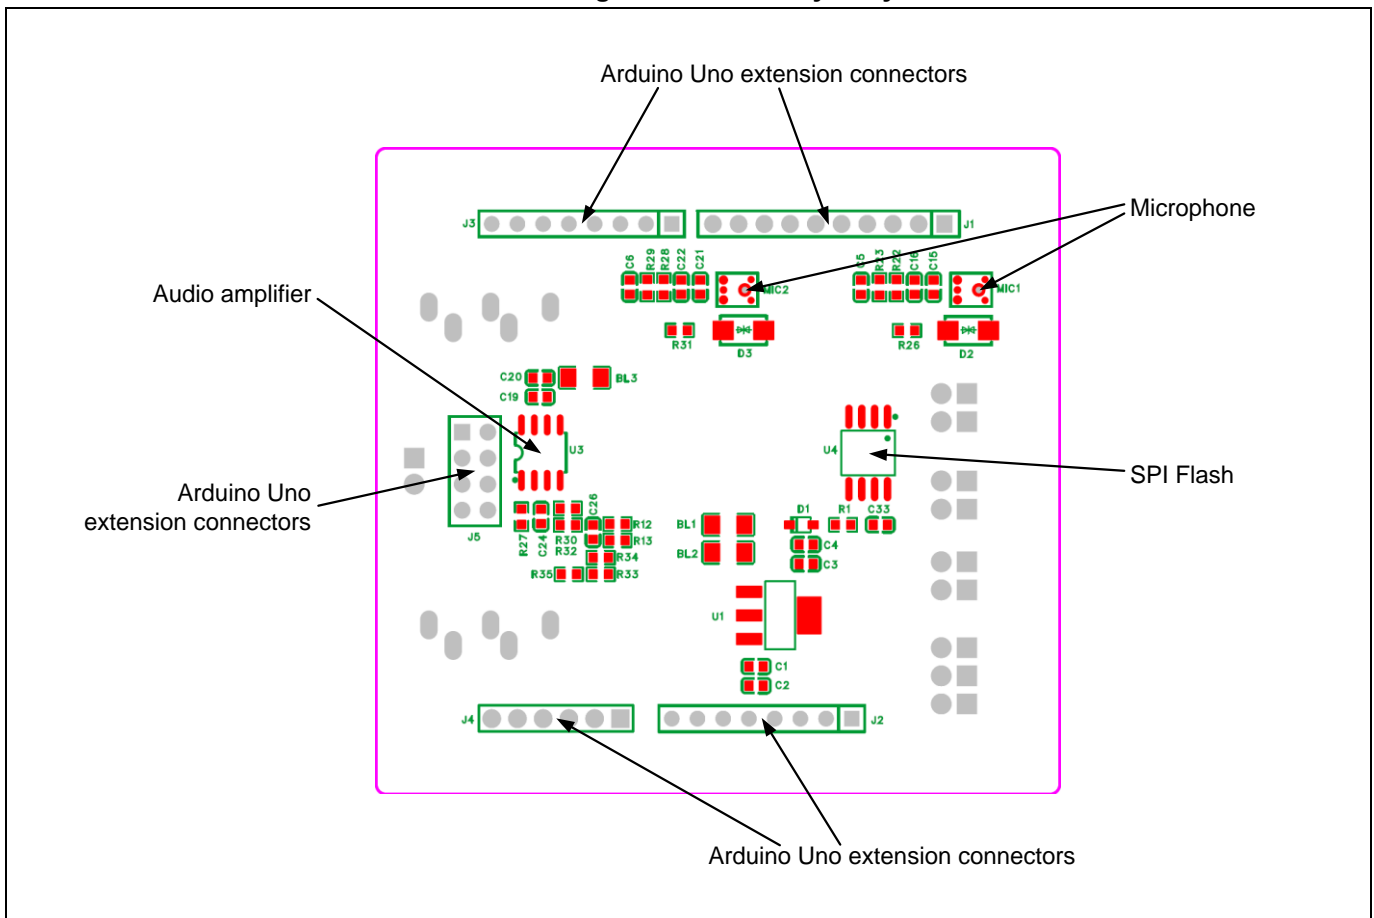 Arduino Uno extension connectors
Microphone
J3
J1
C6
R29
R28
C22
C21
MIC2
C5
R23
R22
C16
C15
MIC1
Audio amplifier
R31
D3
R26
D2
C20
BL3
C19
U3
U4
SPI Flash
Arduino Uno
extension connectors
J5
R27
C24
R30
R32
C26
R12
R13
R34
R35
R33
BL1
BL2
D1
R1
C33
C4
C3
U1
C1
C2
J4
J2
Arduino Uno extension connectors